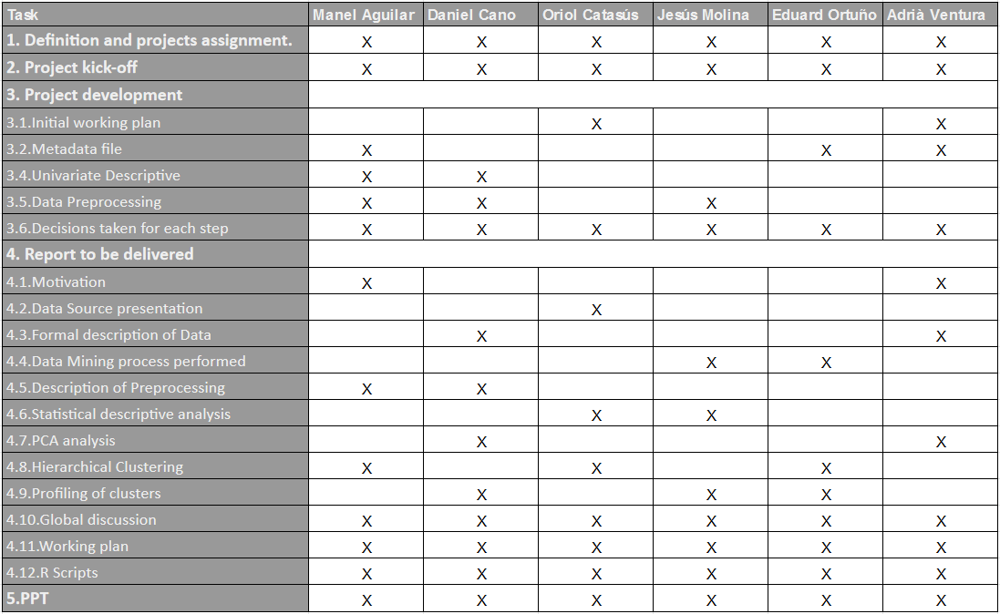 Task Manel Aguilar Daniel Cano Oriol Catasús Jesús Molina Eduard Ortuño Adrià Ventura
1. Definition and projects assignment. X X X X X X
2. Project kick-off X X X X X X
3. Project development
3.1.Initial working plan X X
3.2.Metadata file X X X
3.4.Univariate Descriptive X X
3.5.Data Preprocessing X X X
3.6.Decisions taken for each step X X X X X X
4. Report to be delivered
4.1.Motivation X X
4.2.Data Source presentation X
4.3.Formal description of Data X X
4.4.Data Mining process performed X X
4.5.Description of Preprocessing X X
4.6.Statistical descriptive analysis X X
4.7.PCA analysis X X
4.8.Hierarchical Clustering X X X
4.9.Profiling of clusters X X X
4.10.Global discussion X X X X X X
4.11.Working plan X X X X X X
4.12.R Scripts X X X X X X
5.PPT X X X X X X